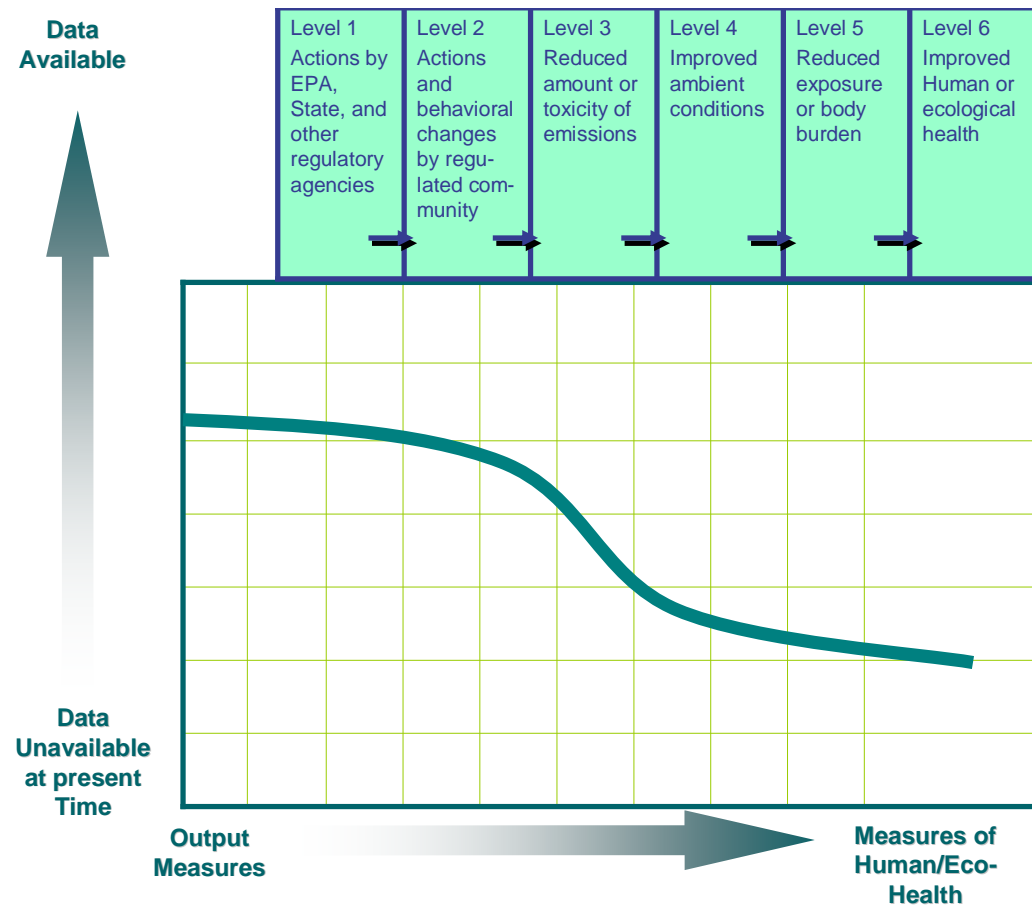 Data
Available
Level 1
Actions by
EPA,
State, and
other
regulatory
agencies
Level 2
Actions
and
behavioral
changes
by regu-
lated com-
munity
Level 3
Reduced
amount or
toxicity of
emissions
Level 4
Improved
ambient
conditions
Level 5
Reduced
exposure
or body
burden
Level 6
Improved
Human or
ecological
health
Data
Unavailable
at present
Time
Output
Measures
Measures of
Human/Eco-
Health